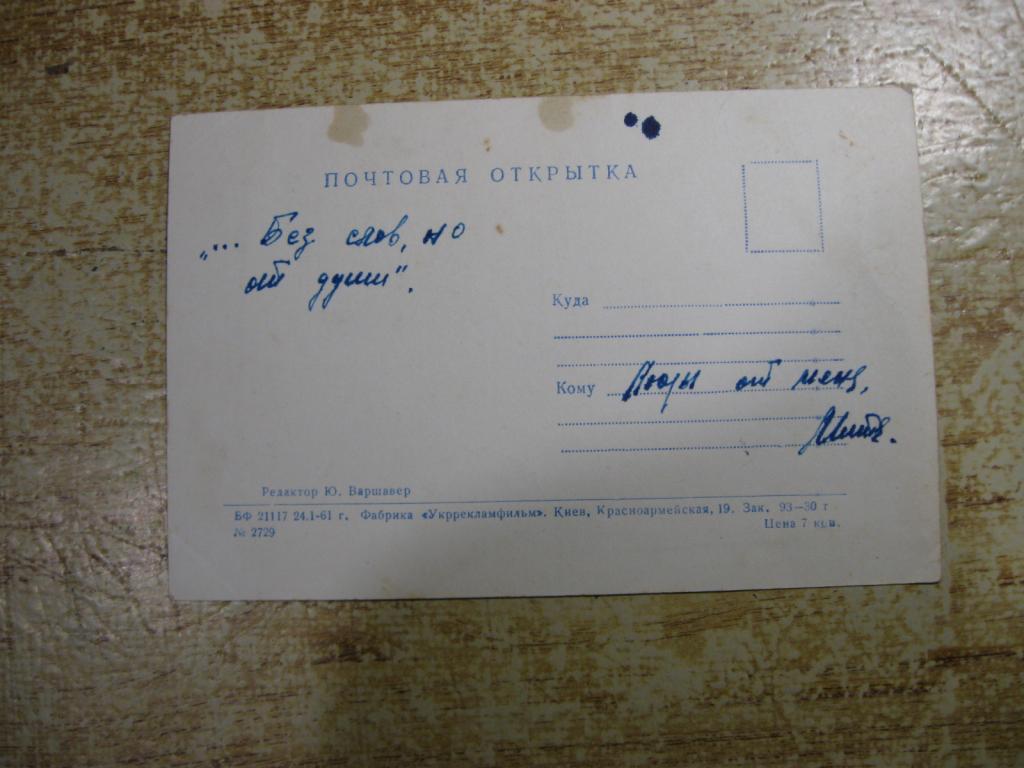 ПОЧТОВАЯ ОТКРЫТКА
„... Без слов, но
от души".
Куда
Кому от меня,
Редактор Ю. Варшавер
БФ 21117 24.1-61 г. Фабрика «Укррекламфильм». Киев, Красноармейская, 19. Зак. 93—30 г.
№ 2729
Цена 7 коп.